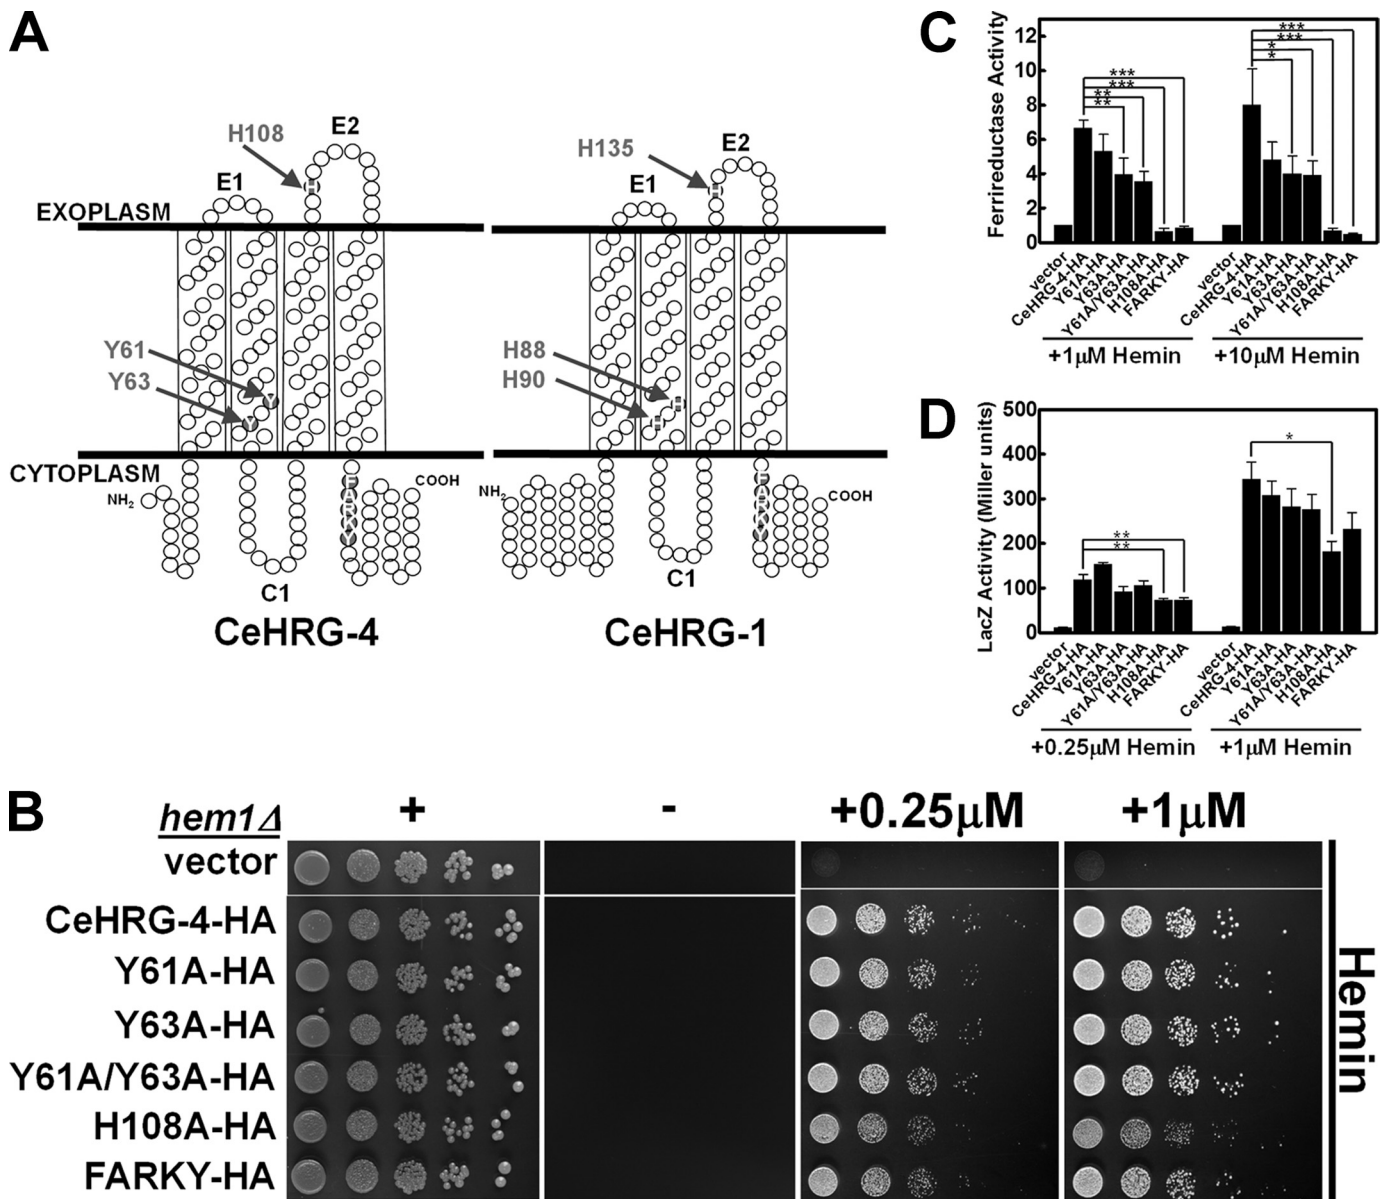 A
H108
E2
E1
EXOPLASM
H
Y61
Y63
Y
Y
CYTOPLASM
NH2
FARKY
COOH
C1
CeHRG-4
H135
E2
E1
H
H88
H90
H
H
NH2
FARKY
COOH
C1
CeHRG-1
C
Ferrireductase Activity
12
10
8
6
4
2
0
***
***
**
**
***
***
*
*
vector
CeHRG-4-HA
Y61A-HA
Y63A-HA
Y61A/Y63A-HA
H108A-HA
FARKY-HA
vector
CeHRG-4-HA
Y61A-HA
Y63A-HA
Y61A/Y63A-HA
H108A-HA
FARKY-HA
+1μM Hemin
+10μM Hemin
D
LacZ Activity (Miller units)
500
400
300
200
100
0
**
**
*
vector
CeHRG-4-HA
Y61A-HA
Y63A-HA
Y61A/Y63A-HA
H108A-HA
FARKY-HA
vector
CeHRG-4-HA
Y61A-HA
Y63A-HA
Y61A/Y63A-HA
H108A-HA
FARKY-HA
+0.25μM Hemin
+1μM Hemin
B
hem1Δ
+
-
+0.25μM
+1μM
vector
CeHRG-4-HA
Y61A-HA
Y63A-HA
Y61A/Y63A-HA
H108A-HA
FARKY-HA
Hemin